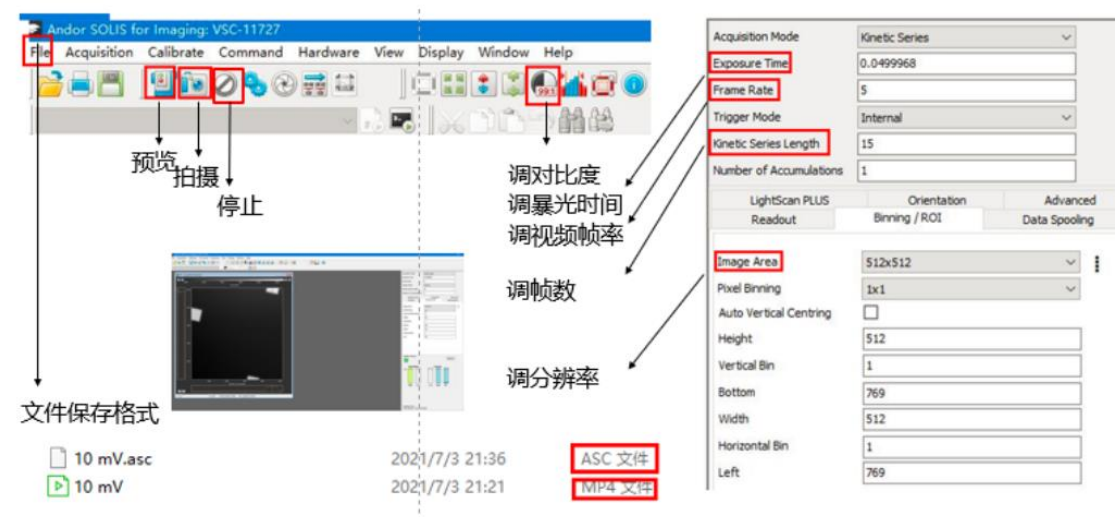 Andor SOLIS for Imaging: VSC-11727
File Acquisition Calibrate Command Hardware View Display Window Help
99:1
预览
拍摄
停止
调对比度
调暴光时间
调视频帧率
调帧数
调分辨率
文件保存格式
10 mV.asc 2021/7/3 21:36 ASC 文件
10 mV 2021/7/3 21:21 MP4 文件
Acquisition Mode Kinetic Series
Exposure Time 0.0499968
Frame Rate 5
Trigger Mode Internal
Kinetic Series Length 15
Number of Accumulations 1
LightScan PLUS Orientation Advanced
Readout Binning / ROI Data Spooling
Image Area 512x512
Pixel Binning 1x1
Auto Vertical Centring
Height 512
Vertical Bin 1
Bottom 769
Width 512
Horizontal Bin 1
Left 769